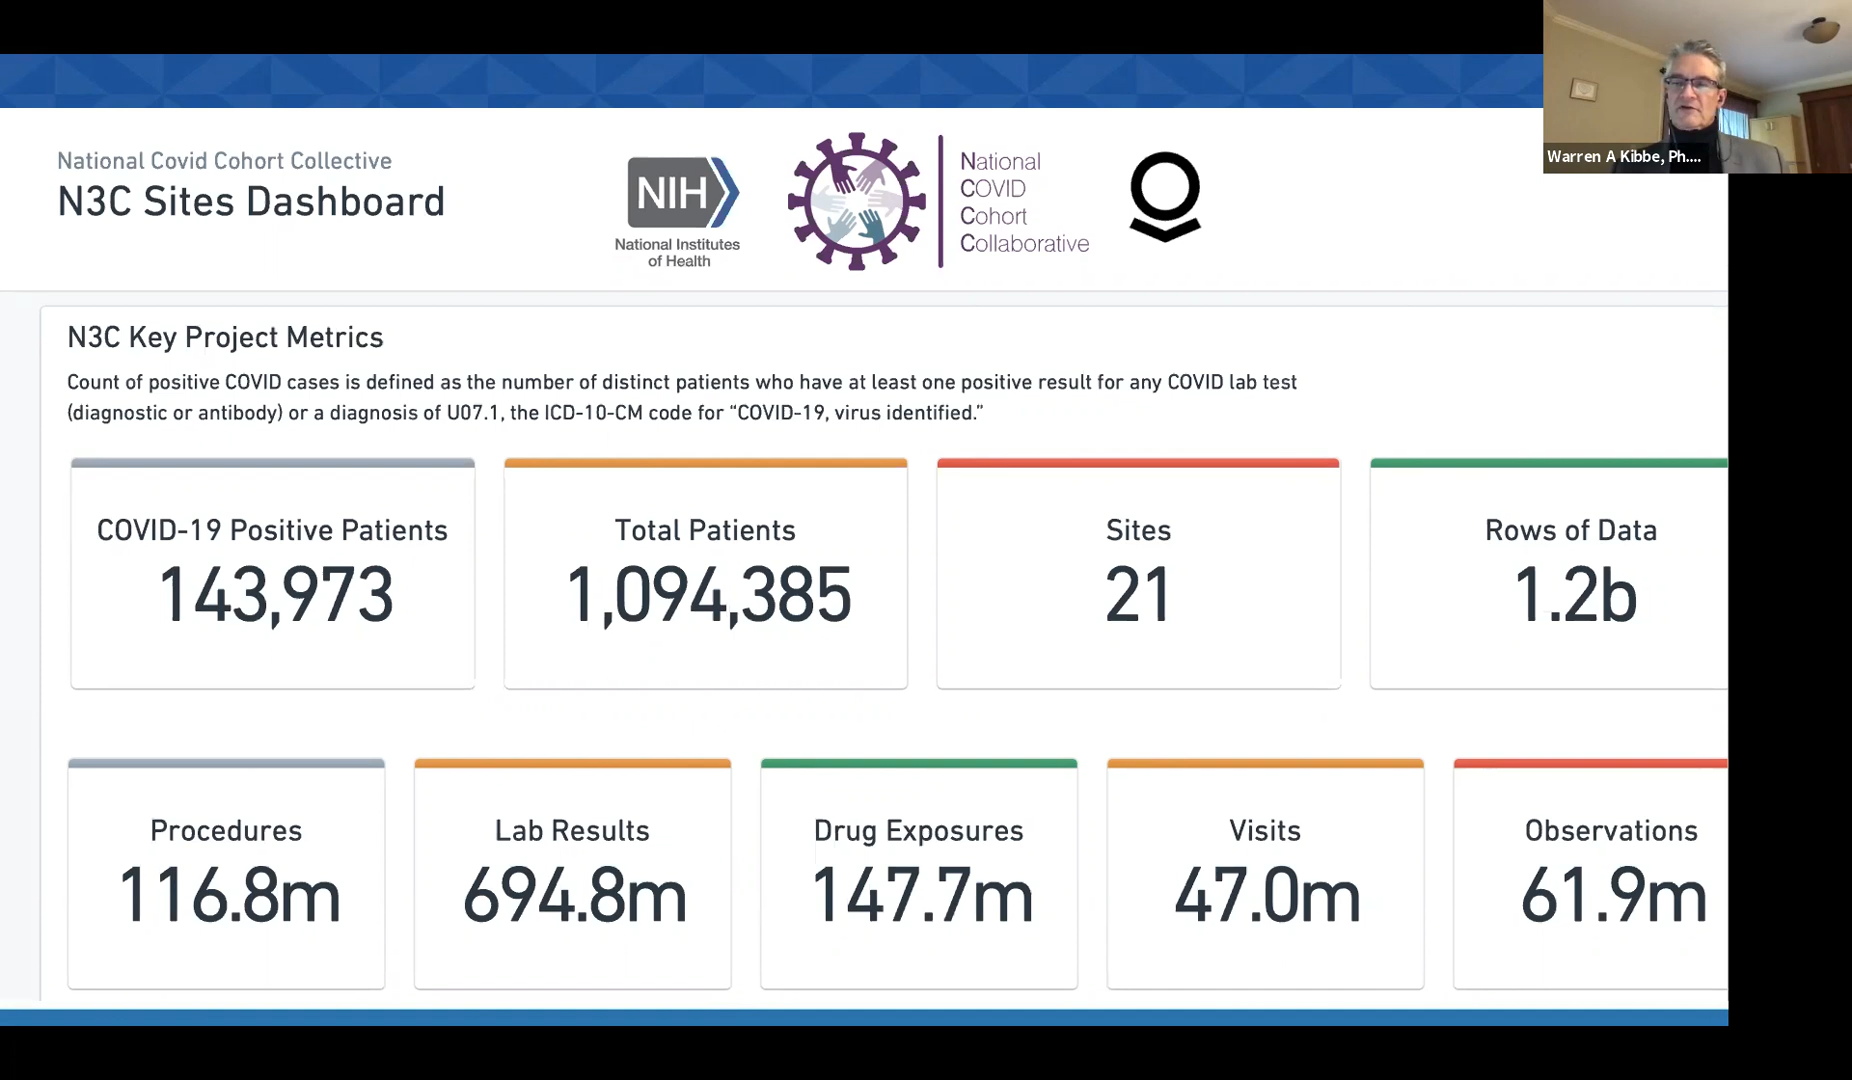 Warren A Kibbe, Ph....
National Covid Cohort Collective
N3C Sites Dashboard
NIH
National Institutes
of Health
National
COVID
Cohort
Collaborative
N3C Key Project Metrics
Count of positive COVID cases is defined as the number of distinct patients who have at least one positive result for any COVID lab test
(diagnostic or antibody) or a diagnosis of U07.1, the ICD-10-CM code for “COVID-19, virus identified.”
COVID-19 Positive Patients
143,973
Total Patients
1,094,385
Sites
21
Rows of Data
1.2b
Procedures
116.8m
Lab Results
694.8m
Drug Exposures
147.7m
Visits
47.0m
Observations
61.9m